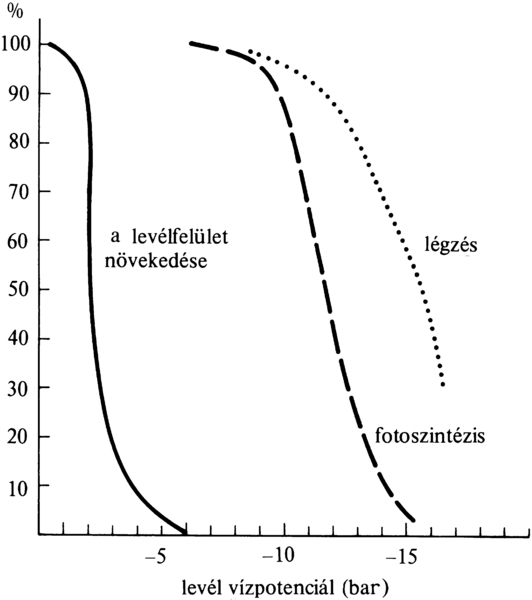 %
100
90
80
70
60
50
40
30
20
10
a levélfelület
növekedése
légzés
fotoszintézis
–5
–10
–15
levél vízpotenciál (bar)